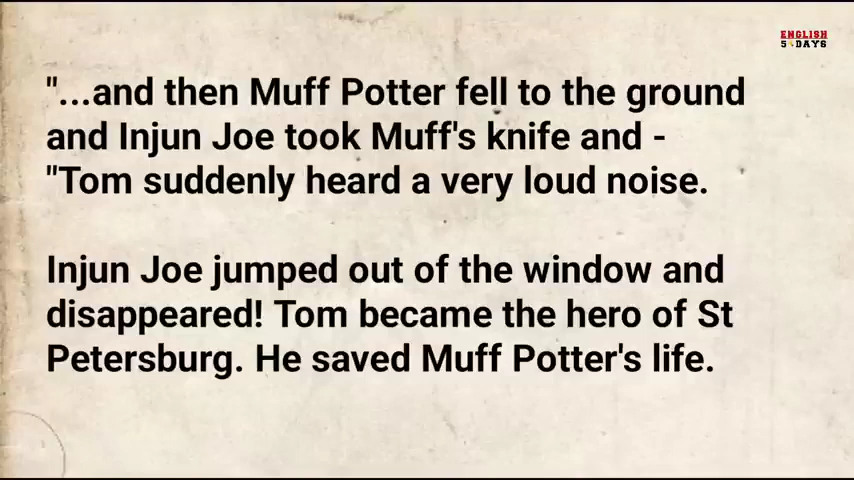 ENGLISH
5 DAYS
"...and then Muff Potter fell to the ground
and Injun Joe took Muff's knife and -
"Tom suddenly heard a very loud noise.
Injun Joe jumped out of the window and
disappeared! Tom became the hero of St
Petersburg. He saved Muff Potter's life.